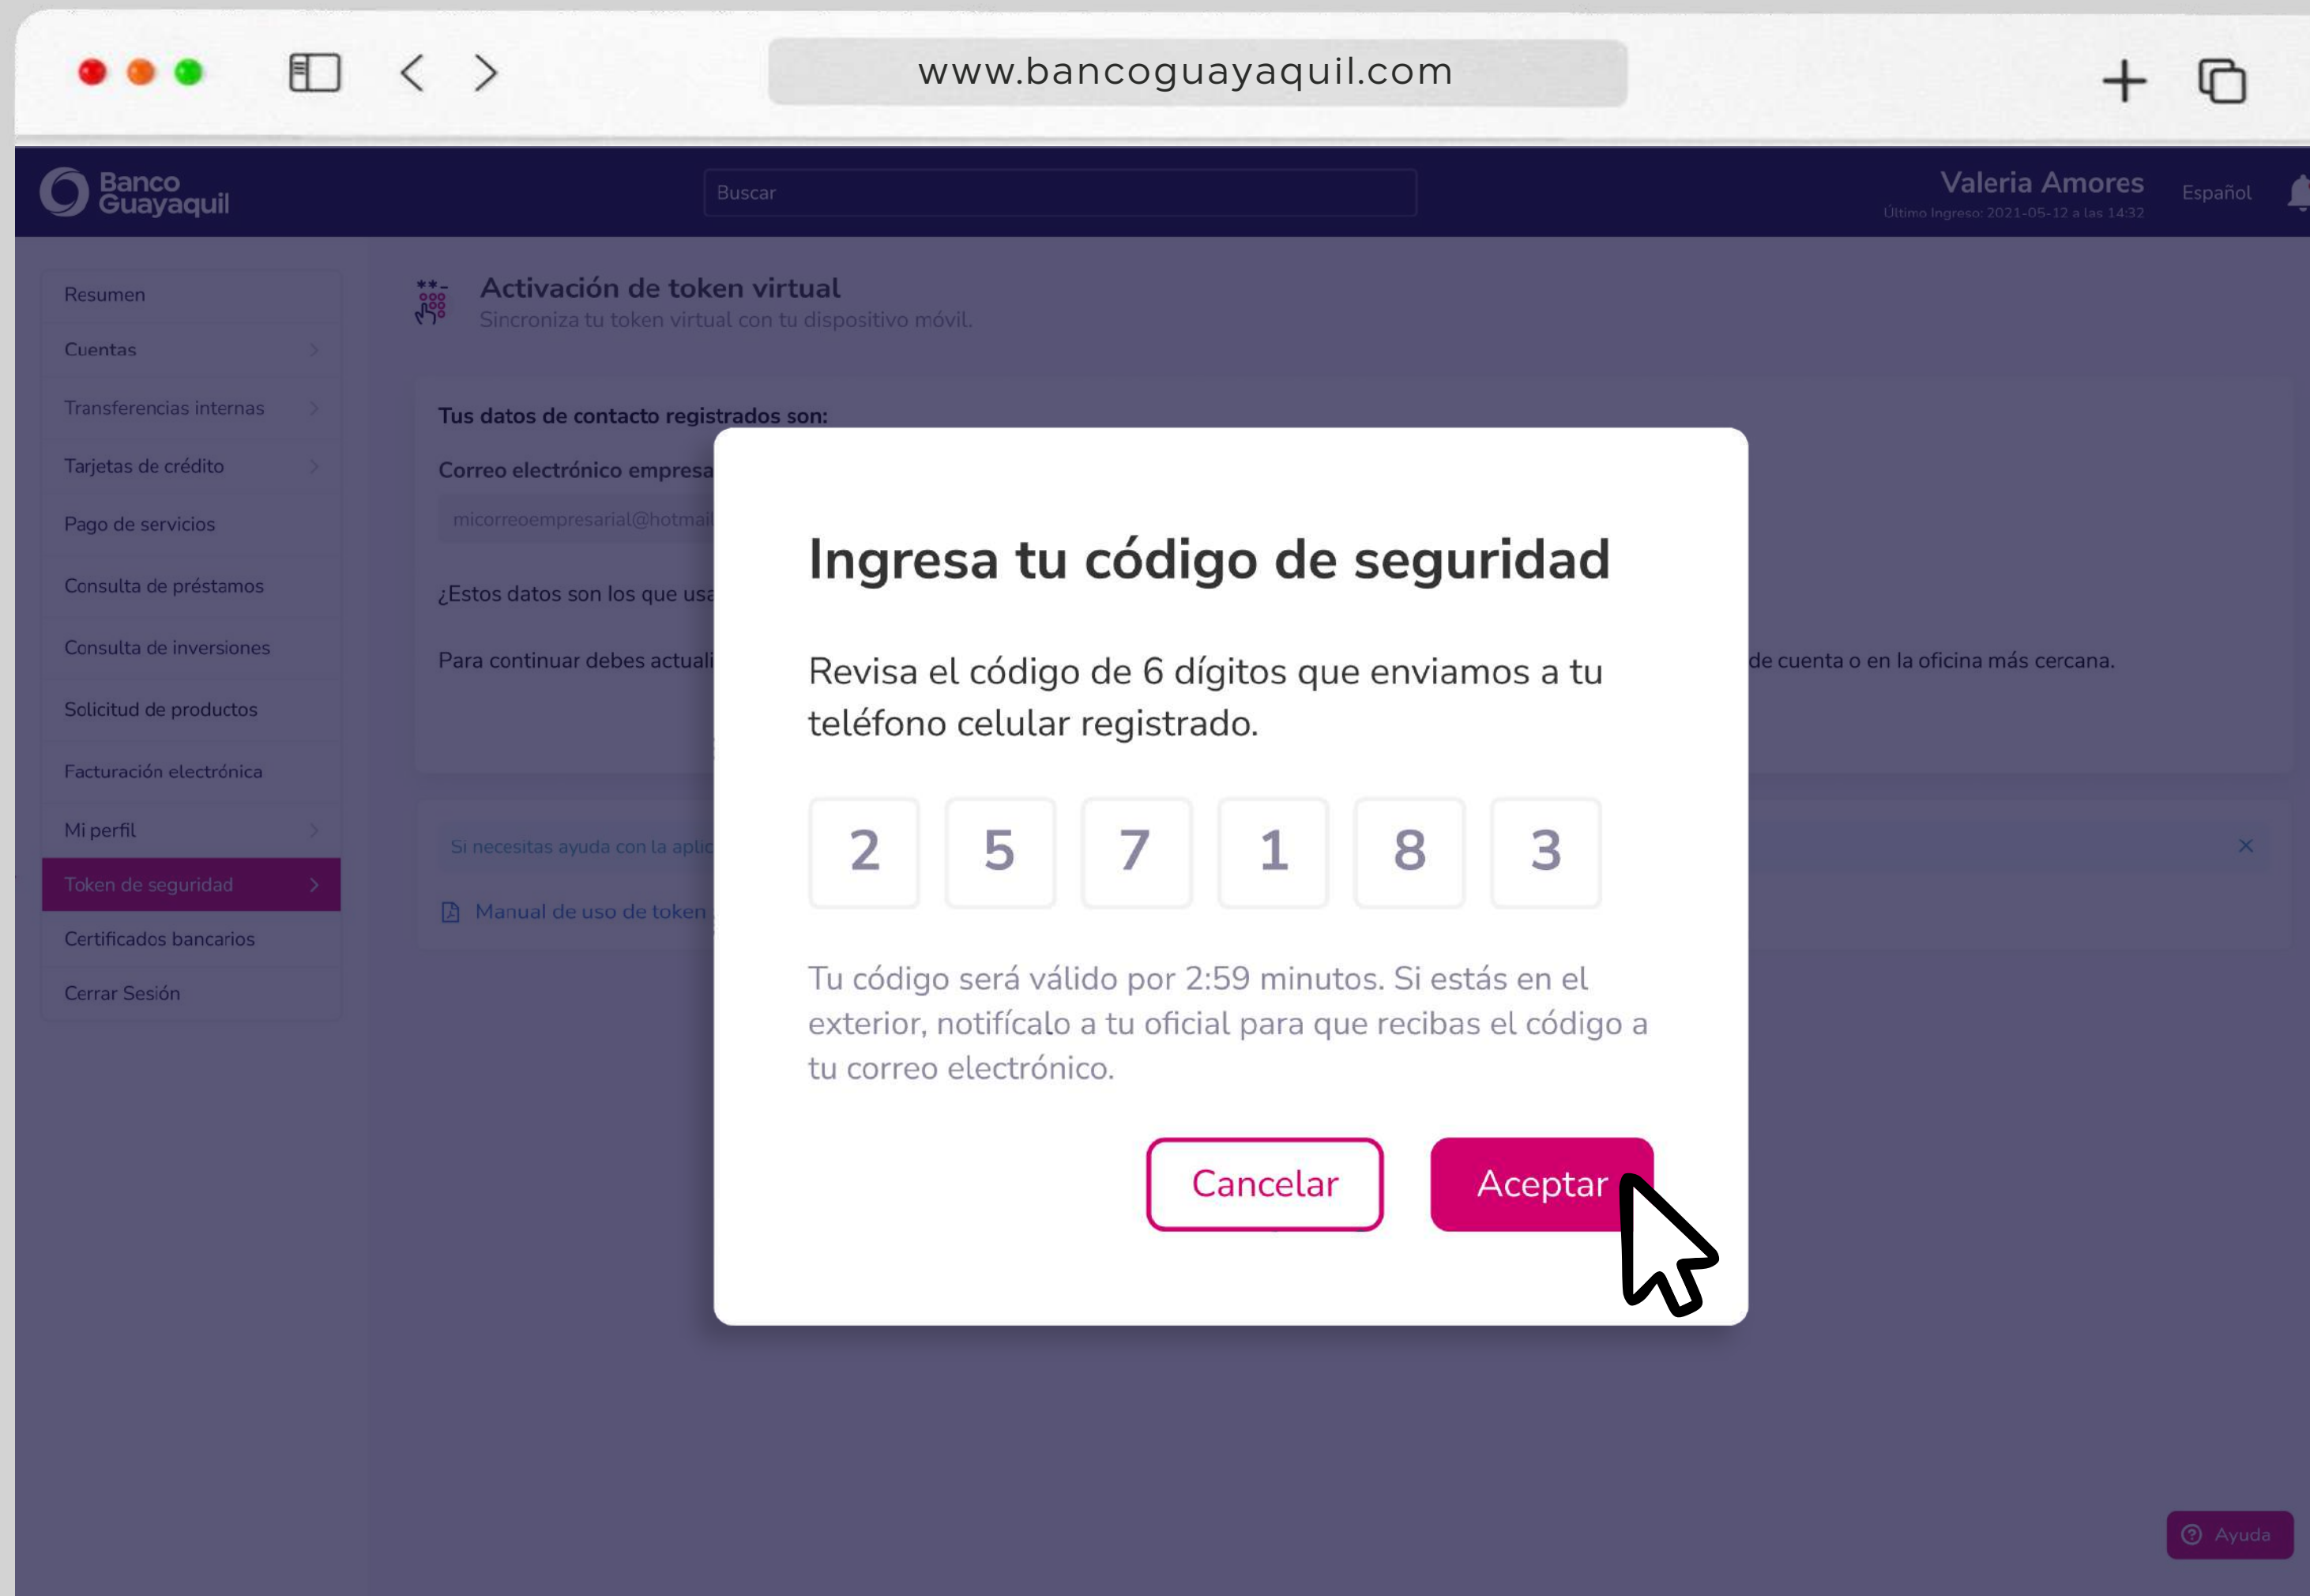 www.bancoguayaquil.com
Banco
Guayaquil
Buscar
Valeria Amores
Último Ingreso: 2021-05-12 a las 14:32
Español
Resumen
Cuentas
Transferencias internas
Tarjetas de crédito
Pago de servicios
Consulta de préstamos
Consulta de inversiones
Solicitud de productos
Facturación electrónica
Mi perfil
Token de seguridad
Certificados bancarios
Cerrar Sesión
Activación de token virtual
Sincroniza tu token virtual con tu dispositivo móvil.
Tus datos de contacto registrados son:
Correo electrónico empresa
micorreoempresarial@hotmail
¿Estos datos son los que usa
Para continuar debes actuali
de cuenta o en la oficina más cercana.
Si necesitas ayuda con la aplic
Manual de uso de token
Ingresa tu código de seguridad
Revisa el código de 6 dígitos que enviamos a tu
teléfono celular registrado.
2 5 7 1 8 3
Tu código será válido por 2:59 minutos. Si estás en el
exterior, notifícalo a tu oficial para que recibas el código a
tu correo electrónico.
Cancelar
Aceptar
Ayuda